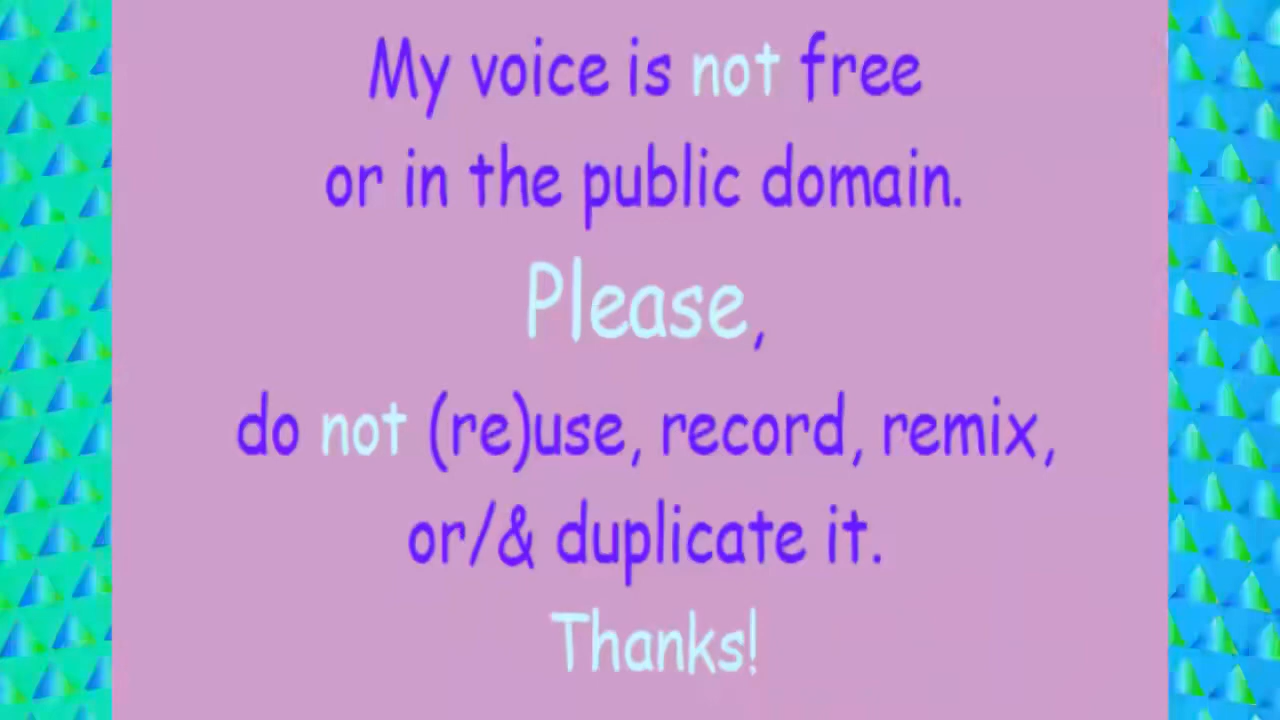 My voice is not free
or in the public domain.
Please,
do not (re)use, record, remix,
or/& duplicate it.
Thanks!